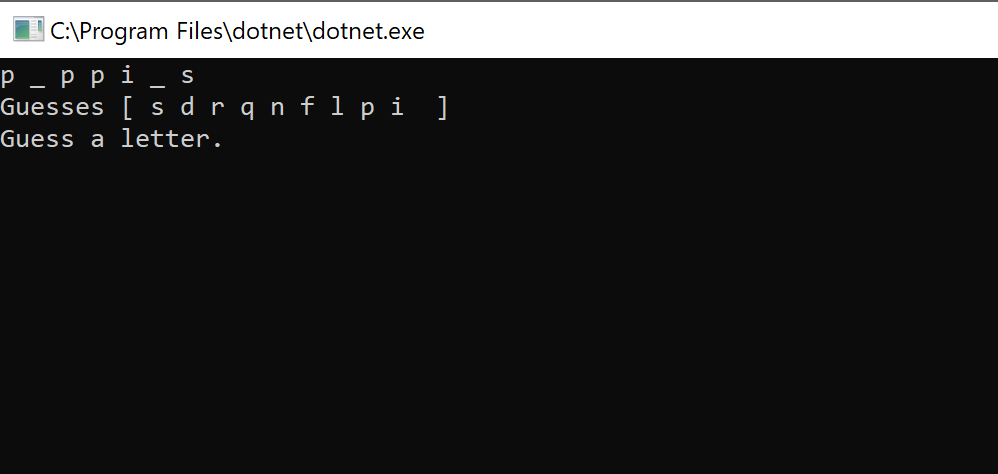 C:\Program Files\dotnet\dotnet.exe
p _ p p i _ s
Guesses [ s d r q n f l p i  ]
Guess a letter.